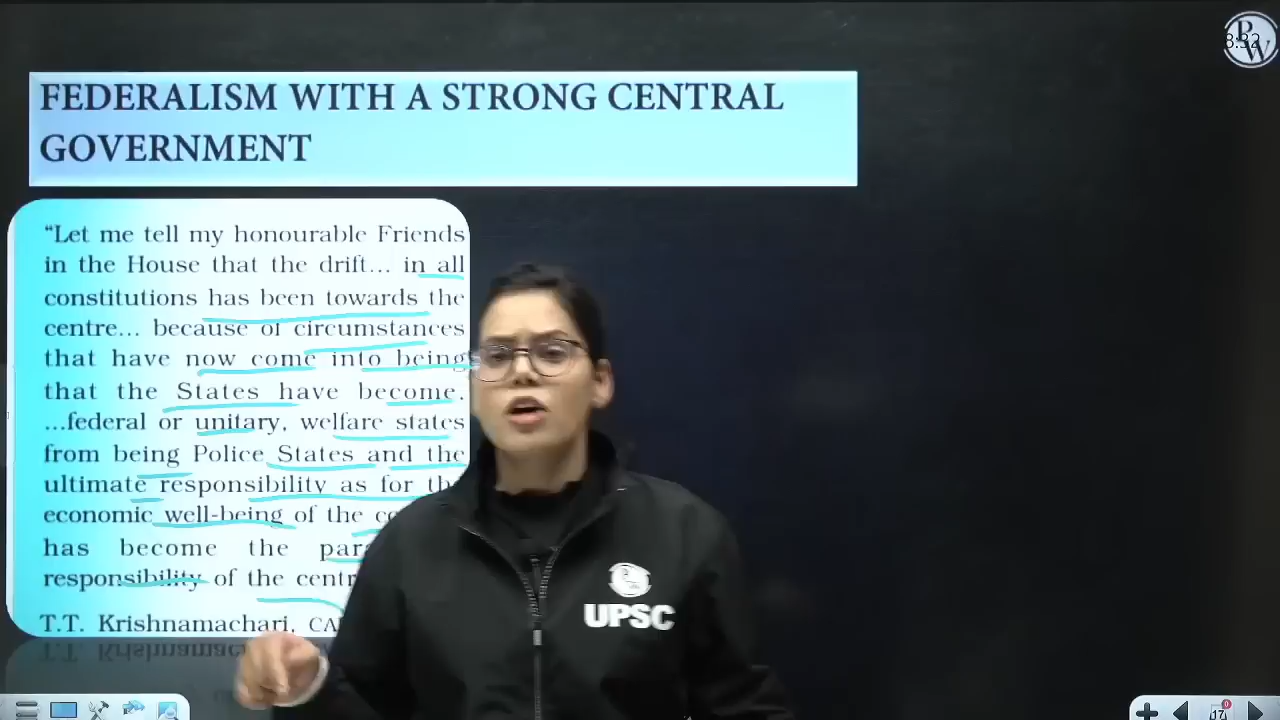 FEDERALISM WITH A STRONG CENTRAL
GOVERNMENT
“Let me tell my honourable Friends
in the House that the drift... in all
constitutions has been towards the
centre... because of circumstances
that have now come into being
that the States have become.
...federal or unitary, welfare states
from being Police States and the
ultimate responsibility as for
economic well-being of the
has become the
responsibility of the
T.T. Krishnamachari,
PW
UPSC
17